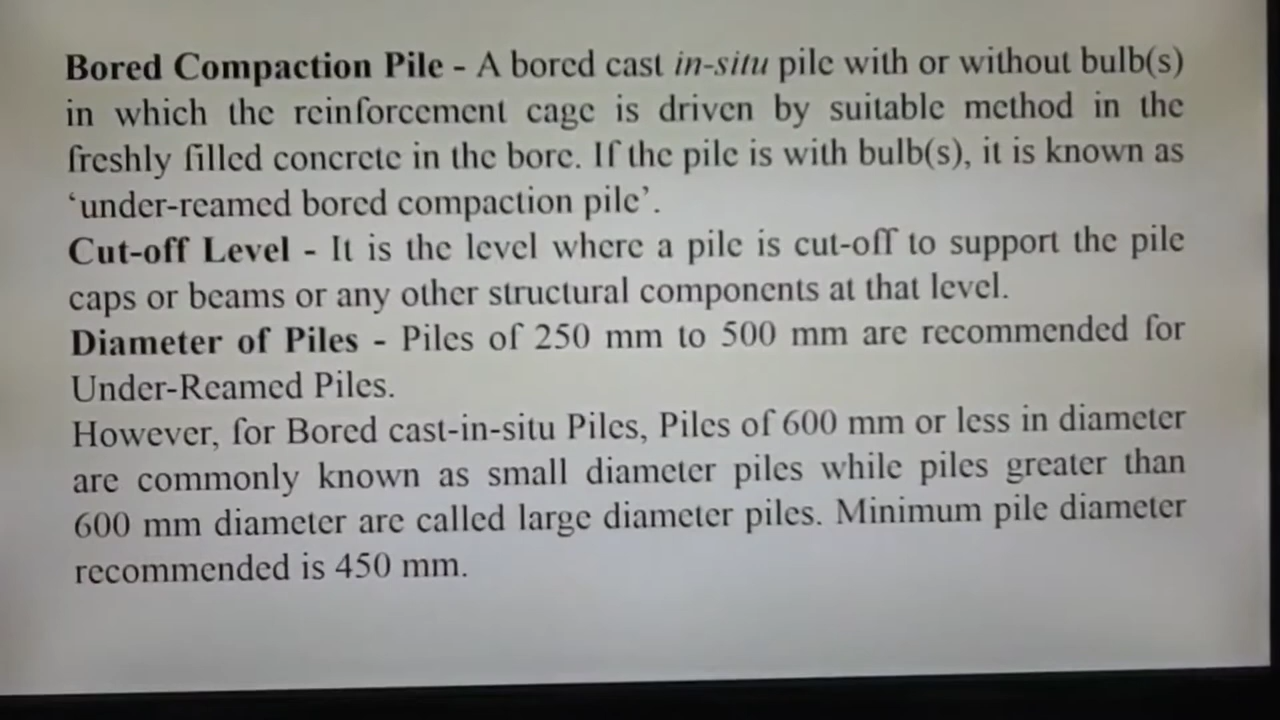 Bored Compaction Pile - A bored cast in-situ pile with or without bulb(s)
in which the reinforcement cage is driven by suitable method in the
freshly filled concrete in the bore. If the pile is with bulb(s), it is known as
‘under-reamed bored compaction pile’.
Cut-off Level - It is the level where a pile is cut-off to support the pile
caps or beams or any other structural components at that level.
Diameter of Piles - Piles of 250 mm to 500 mm are recommended for
Under-Reamed Piles.
However, for Bored cast-in-situ Piles, Piles of 600 mm or less in diameter
are commonly known as small diameter piles while piles greater than
600 mm diameter are called large diameter piles. Minimum pile diameter
recommended is 450 mm.